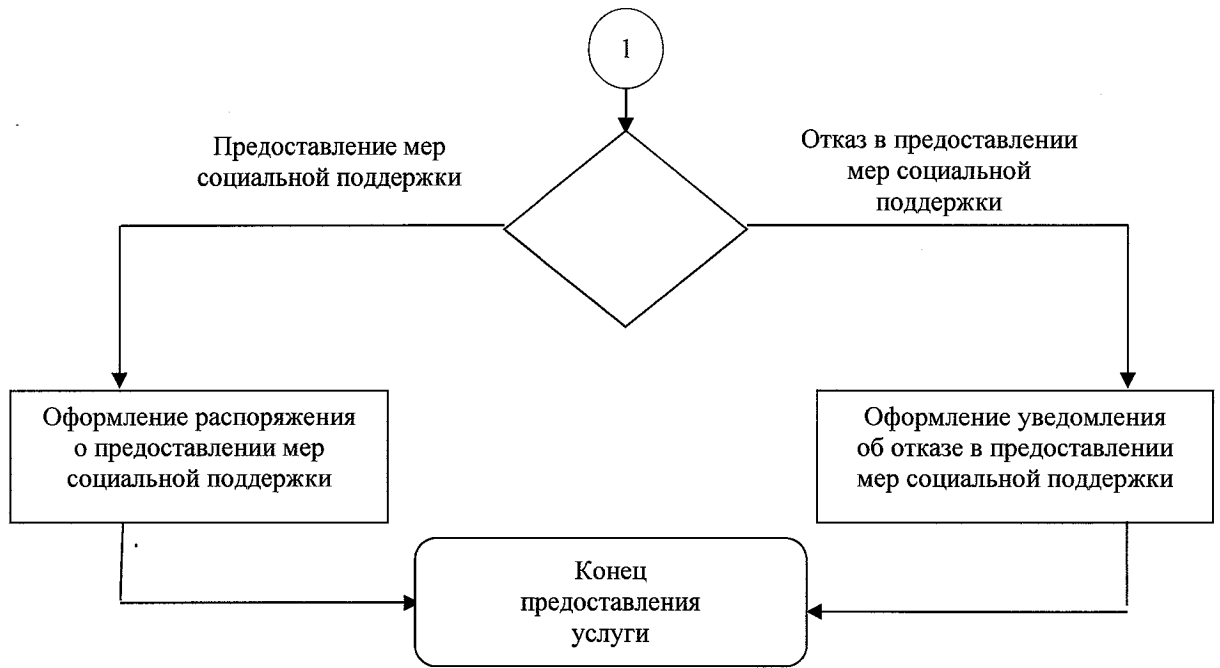 1
Предоставление мер
социальной поддержки
Отказ в предоставлении
мер социальной
поддержки
Оформление распоряжения
о предоставлении мер
социальной поддержки
Оформление уведомления
об отказе в предоставлении
мер социальной поддержки
Конец
предоставления
услуги